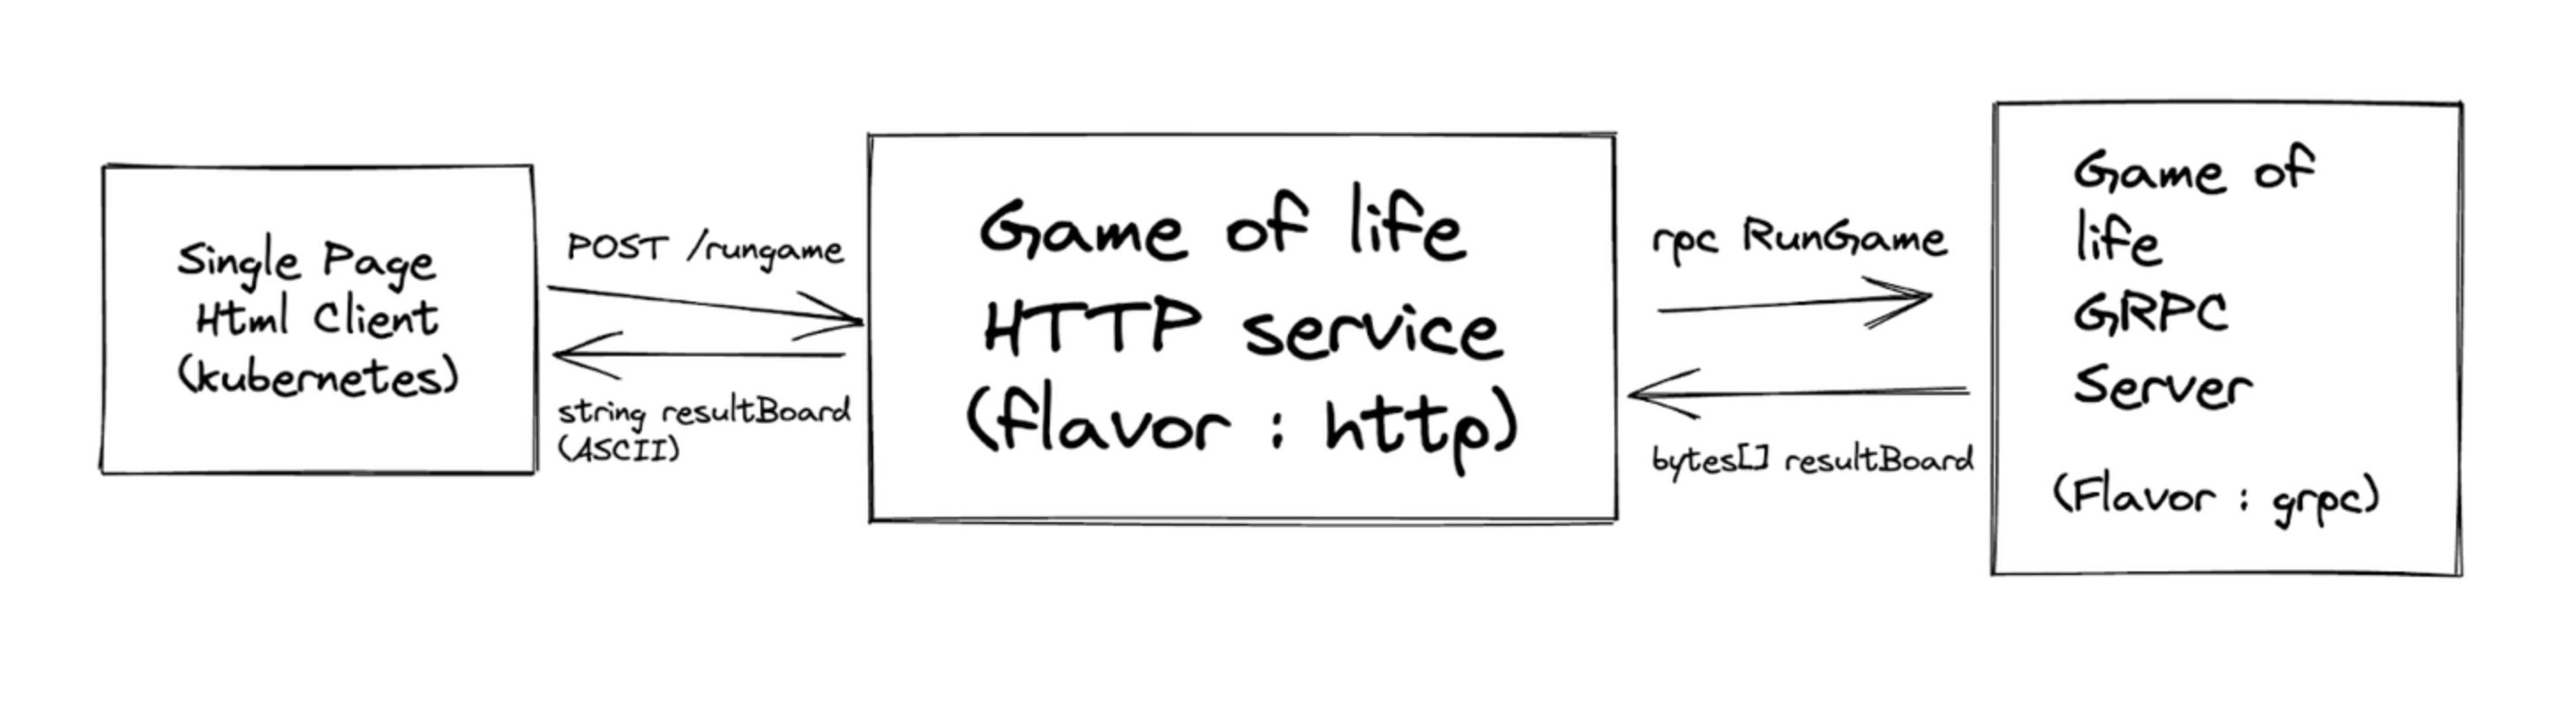 Single Page
Html Client
(kubernetes)
POST /rungame
string resultBoard
(ASCII)
Game of life
HTTP service
(flavor : http)
rpc RunGame
bytes[] resultBoard
Game of
life
GRPC
Server
(Flavor : grpc)